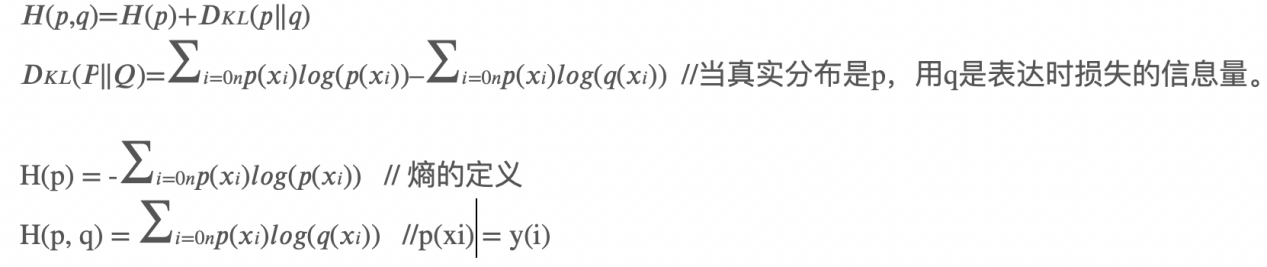 H(p,q)=H(p)+DKL(p∥q)
DKL(P∥Q)=∑i=0np(xi)log(p(xi))–∑i=0np(xi)log(q(xi)) //当真实分布是p，用q是表达时损失的信息量。
H(p) = -∑i=0np(xi)log(p(xi)) // 熵的定义
H(p, q) = ∑i=0np(xi)log(q(xi)) //p(xi) = y(i)